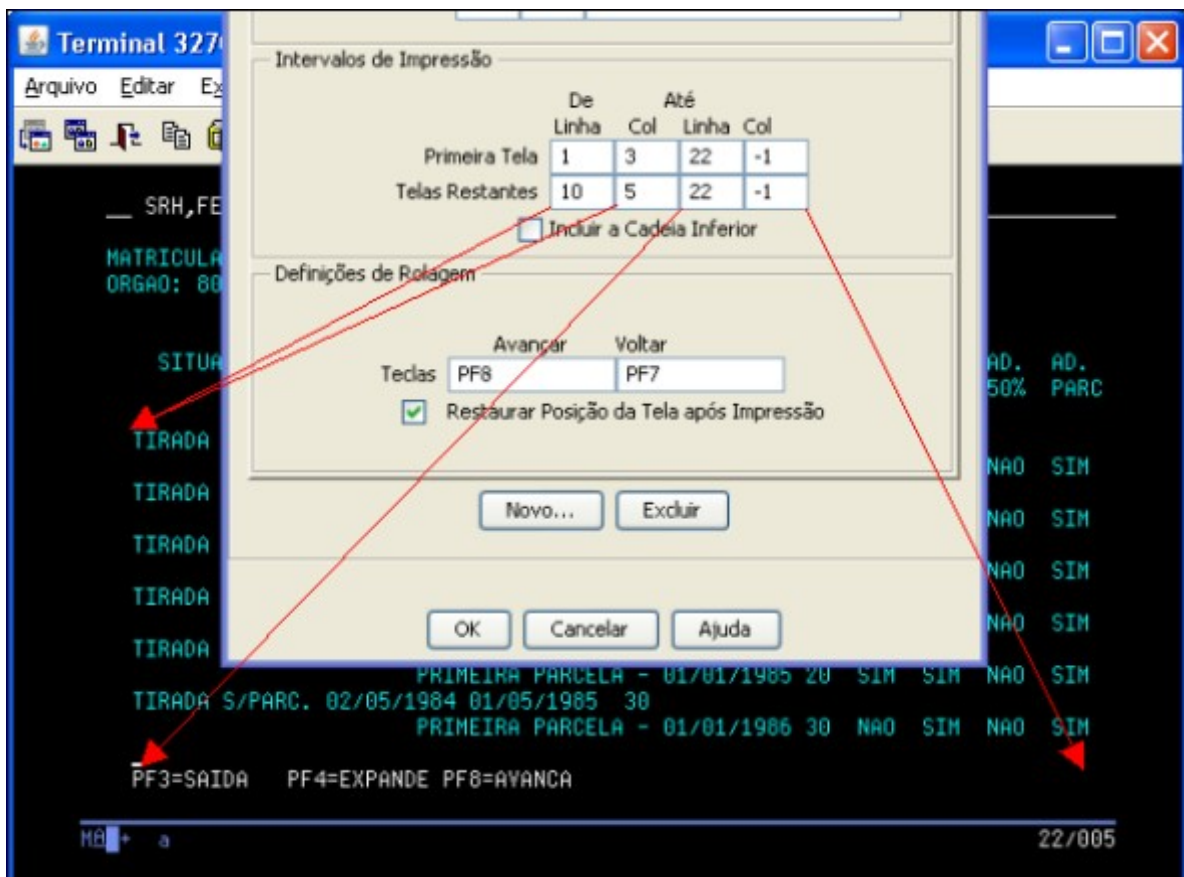 Terminal 327
Arquivo Editar Ex
Intervalos de Impressão
De Até
Linha Col Linha Col
Primeira Tela 1 3 22 -1
Telas Restantes 10 5 22 -1
Incluir a Cadeia Inferior
Definições de Rolagem
Avançar Voltar
Teclas PF8 PF7
Restaurar Posição da Tela após Impressão
Novo... Excluir
OK Cancelar Ajuda
__ SRH,FE
MATRICULA
ORGAO: 80
SITUA AD. AD.
50% PARC
TIRADA
NAO SIM
TIRADA
NAO SIM
TIRADA
NAO SIM
TIRADA
NAO SIM
TIRADA
PRIMEIRA PARCELA - 01/01/1985 20 SIM SIM NAO SIM
TIRADA S/PARC. 02/05/1984 01/05/1985 30
PRIMEIRA PARCELA - 01/01/1986 30 NAO SIM NAO SIM
PF3=SAIDA PF4=EXPANDE PF8=AVANCA
MA + a 22/005